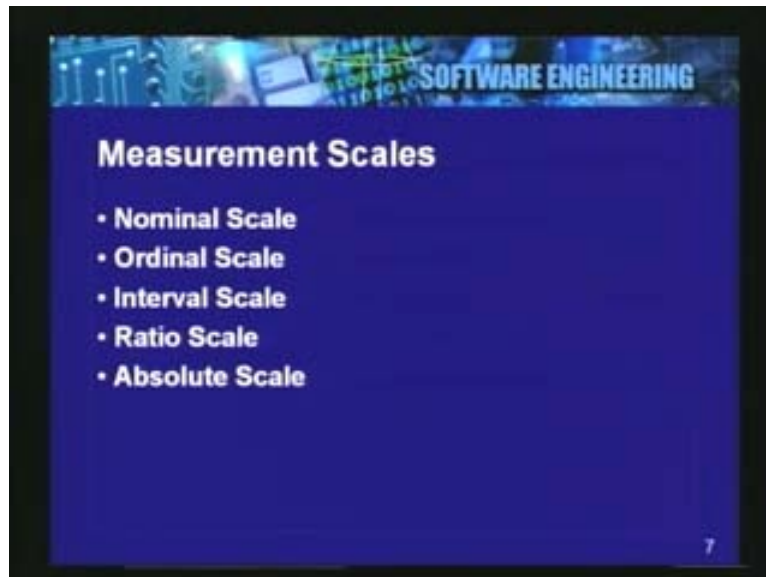 SOFTWARE ENGINEERING
Measurement Scales
• Nominal Scale
• Ordinal Scale
• Interval Scale
• Ratio Scale
• Absolute Scale
7